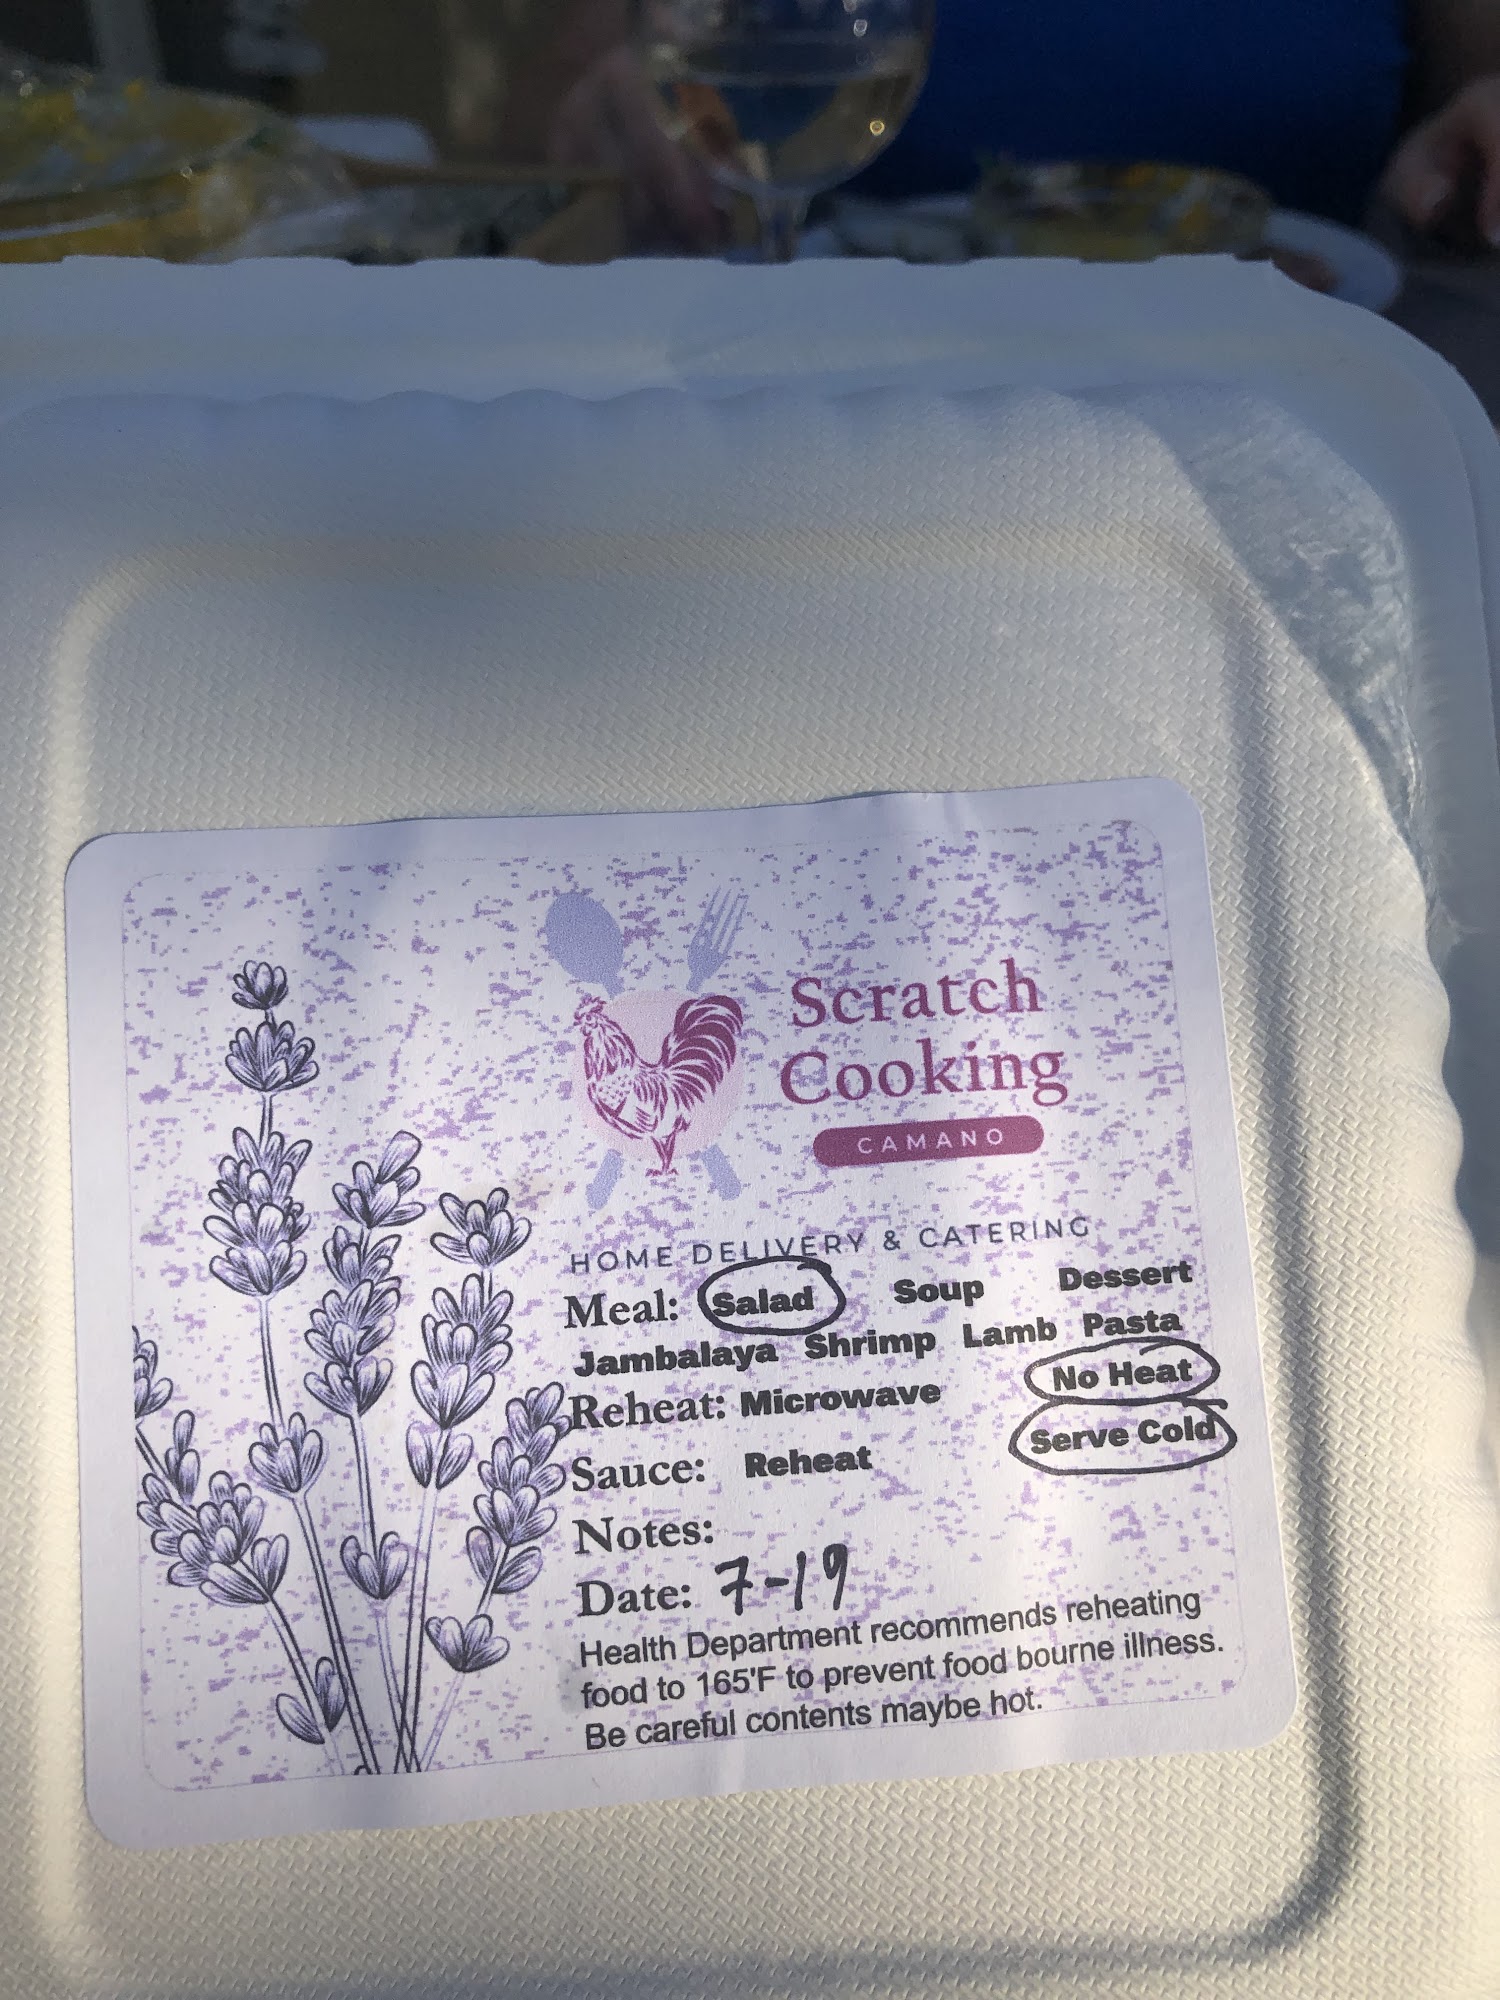 Scratch
Cooking
CAMANO
HOME DELIVERY & CATERING
Meal: Salad Soup Dessert
Jambalaya Shrimp Lamb Pasta
Reheat: Microwave No Heat
Sauce: Reheat Serve Cold
Notes:
Date: 7-19
Health Department recommends reheating
food to 165'F to prevent food bourne illness.
Be careful contents maybe hot.